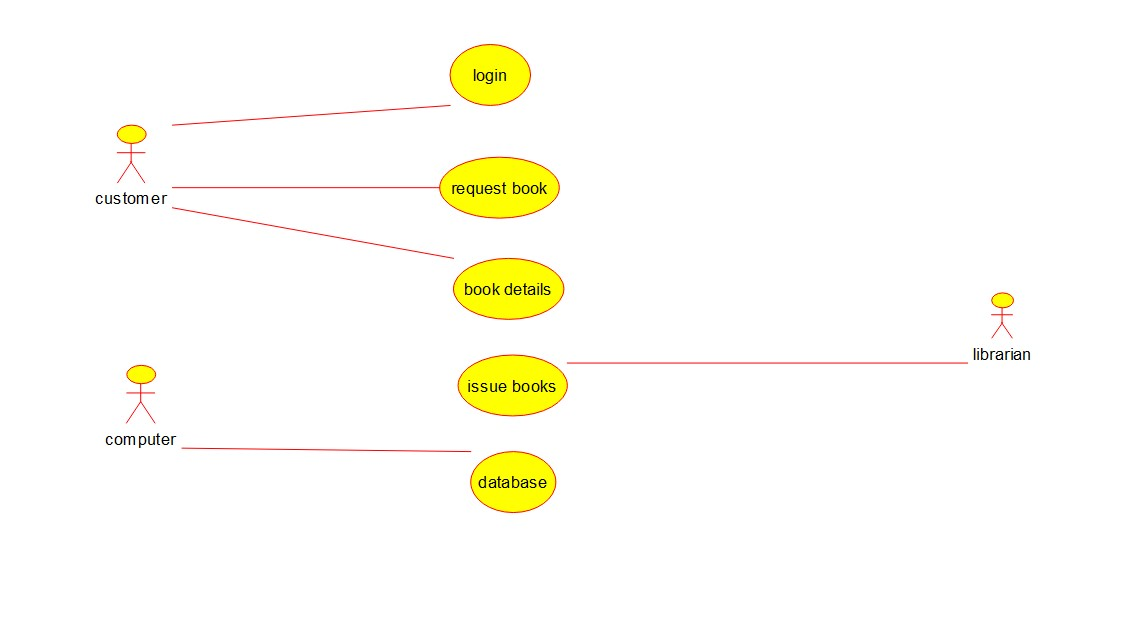 login
customer
request book
book details
librarian
issue books
computer
database